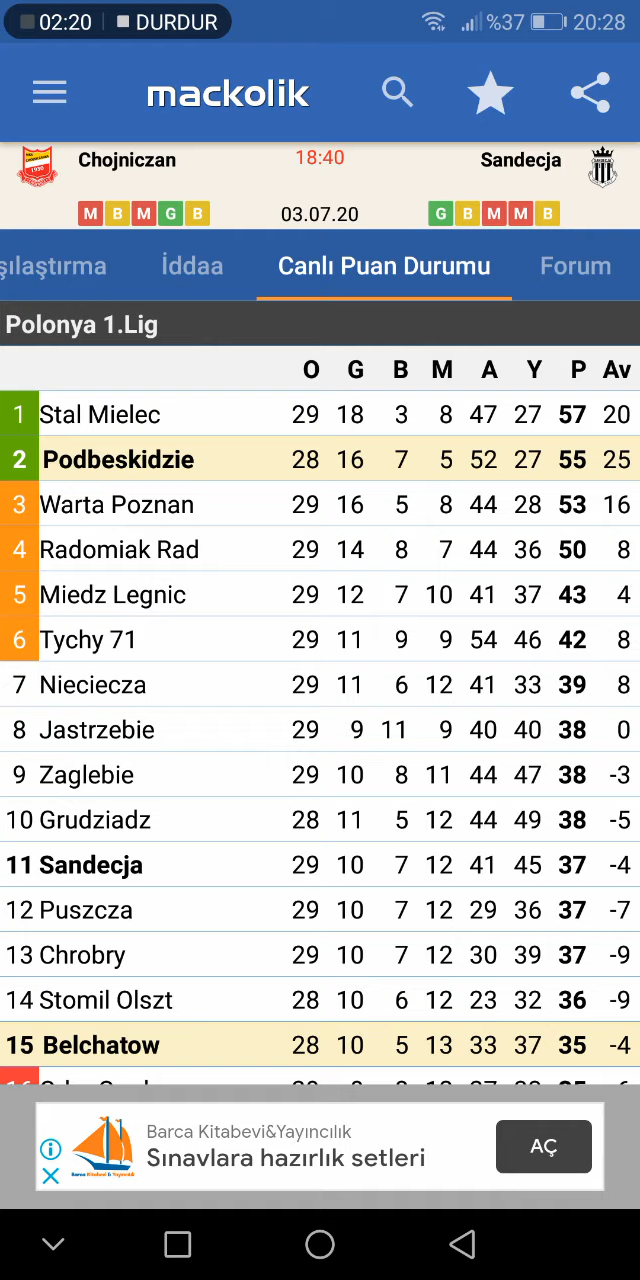 02:20 DURDUR %37 20:28
mackolik
Chojniczan 18:40 Sandecja
M B M G B 03.07.20 G B M M B
şılaştırma İddaa Canlı Puan Durumu Forum
Polonya 1.Lig
O G B M A Y P Av
1 Stal Mielec 29 18 3 8 47 27 57 20
2 Podbeskidzie 28 16 7 5 52 27 55 25
3 Warta Poznan 29 16 5 8 44 28 53 16
4 Radomiak Rad 29 14 8 7 44 36 50 8
5 Miedz Legnic 29 12 7 10 41 37 43 4
6 Tychy 71 29 11 9 9 54 46 42 8
7 Nieciecza 29 11 6 12 41 33 39 8
8 Jastrzebie 29 9 11 9 40 40 38 0
9 Zaglebie 29 10 8 11 44 47 38 -3
10 Grudziadz 28 11 5 12 44 49 38 -5
11 Sandecja 29 10 7 12 41 45 37 -4
12 Puszcza 29 10 7 12 29 36 37 -7
13 Chrobry 29 10 7 12 30 39 37 -9
14 Stomil Olszt 28 10 6 12 23 32 36 -9
15 Belchatow 28 10 5 13 33 37 35 -4
Barca Kitabevi&Yayıncılık
Sınavlara hazırlık setleri
AÇ